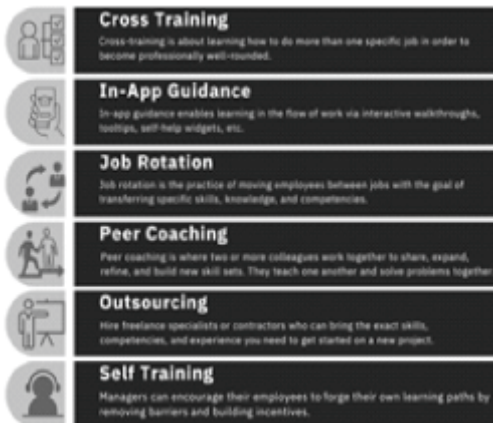 Cross Training
Cross-training is about learning how to do more than one specific job in order to
become professionally well-rounded.
In-App Guidance
In-app guidance enables learning in the flow of work via interactive walkthroughs,
tooltips, self-help widgets, etc.
Job Rotation
Job rotation is the practice of moving employees between jobs with the goal of
transferring specific skills, knowledge, and competencies.
Peer Coaching
Peer coaching is where two or more colleagues work together to share, expand,
refine, and build new skill sets. They teach one another and solve problems together
Outsourcing
Hire freelance specialists or contractors who can bring the exact skills,
competencies, and experience you need to get started on a new project.
Self Training
Managers can encourage their employees to forge their own learning paths by
removing barriers and building incentives.